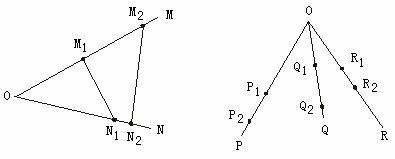 M₂ M
M₁
O
N₁ N₂ N
O
Q₁ R₁
P₁ R₂
P₂ Q₂
P Q R